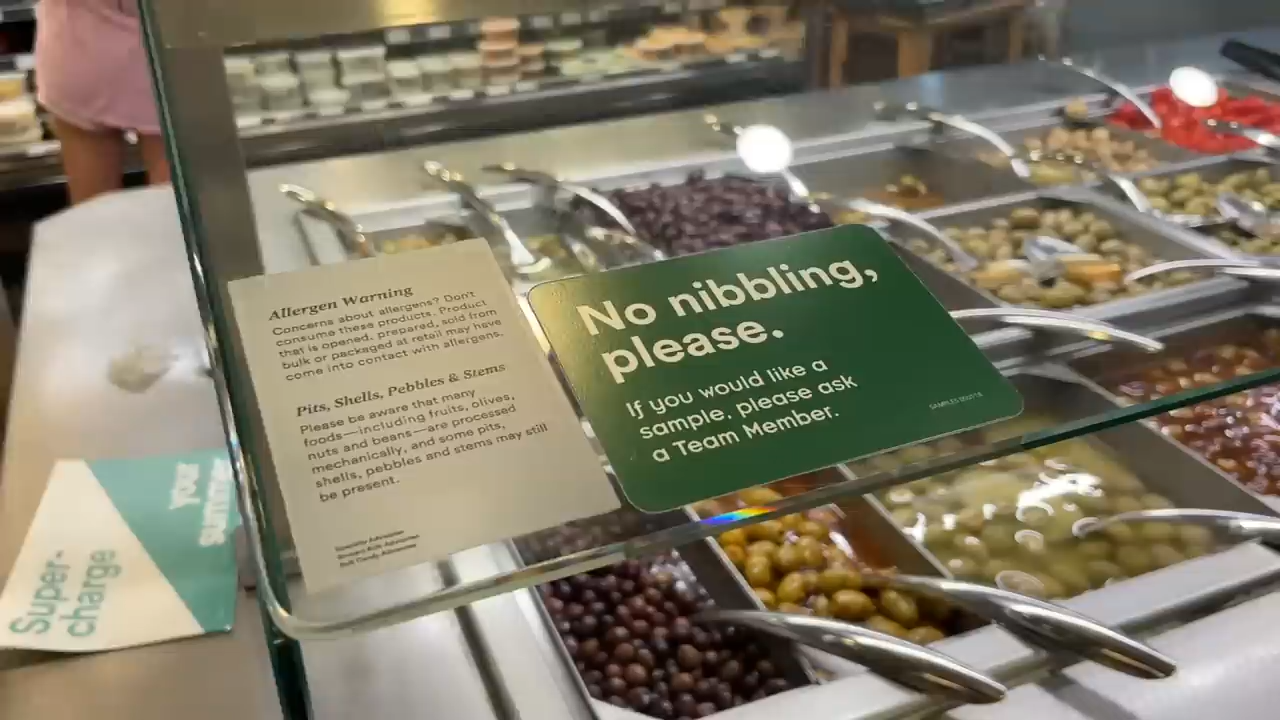 Allergen Warning
Concerns about allergens? Don't
consume these products. Product
that is opened, prepared, sold from
bulk or packaged at retail may have
come into contact with allergens.
Pits, Shells, Pebbles & Stems
Please be aware that many
foods—including fruits, olives,
nuts and beans—are processed
mechanically, and some pits,
shells, pebbles and stems may still
be present.
No nibbling,
please.
If you would like a
sample, please ask
a Team Member.
Super-
charge
your
summer